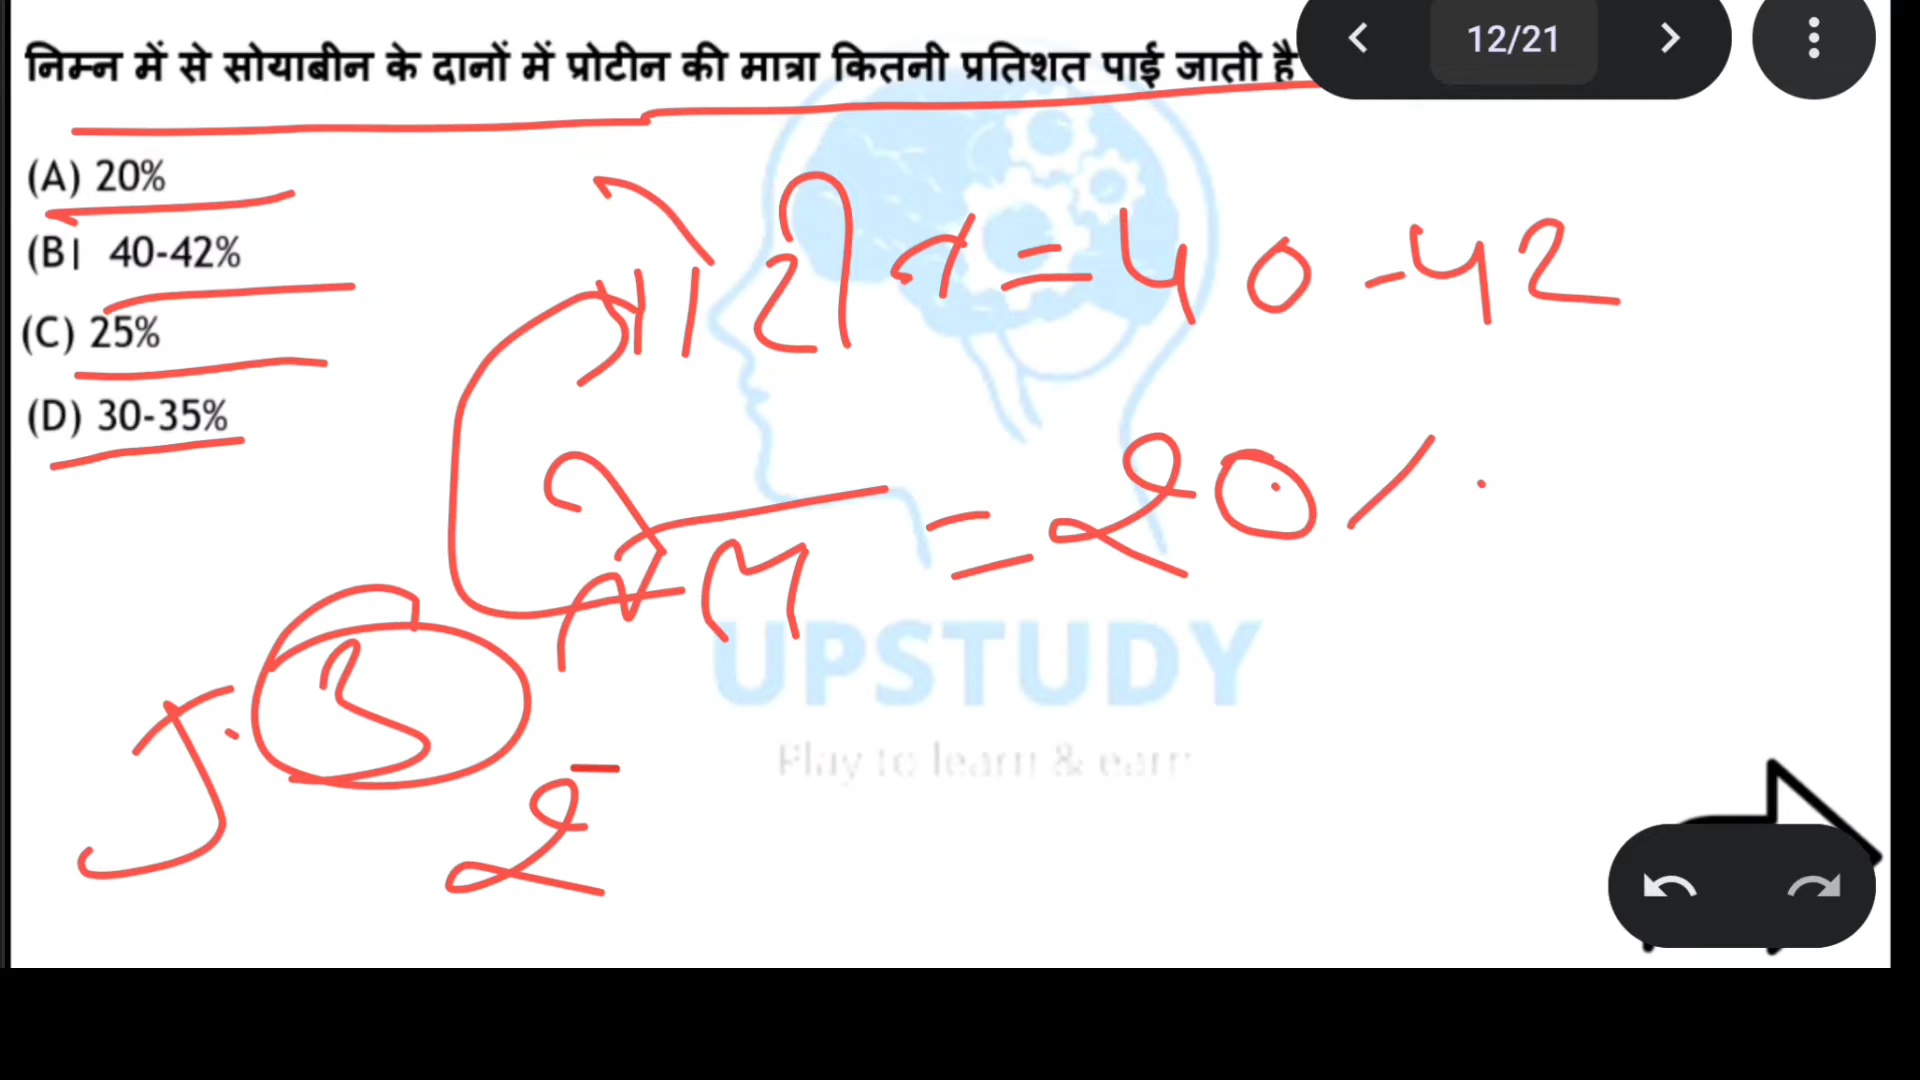 निम्न में से सोयाबीन के दानों में प्रोटीन की मात्रा कितनी प्रतिशत पाई जाती है
12/21
(A) 20%
(B| 40-42%
(C) 25%
(D) 30-35%
= 40-42
= 20%
UPSTUDY
Play to learn & earn